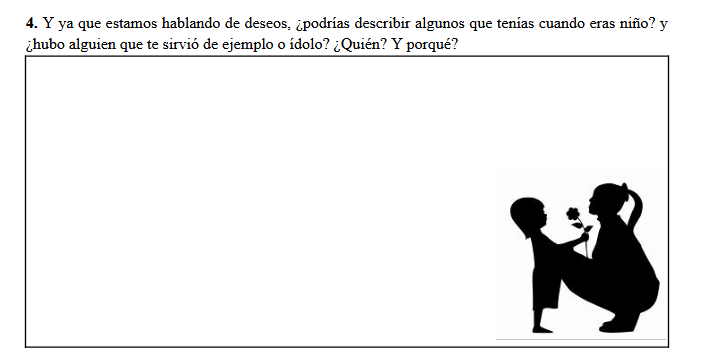 4. Y ya que estamos hablando de deseos, ¿podrías describir algunos que tenías cuando eras niño? y
¿hubo alguien que te sirvió de ejemplo o ídolo? ¿Quién? Y porqué?